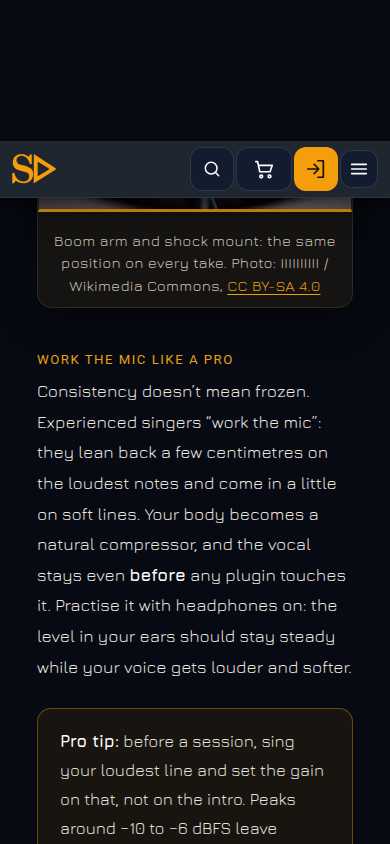 SD
Boom arm and shock mount: the same
position on every take. Photo: IIIIIIIIII /
Wikimedia Commons, CC BY-SA 4.0
WORK THE MIC LIKE A PRO
Consistency doesn't mean frozen.
Experienced singers “work the mic”:
they lean back a few centimetres on
the loudest notes and come in a little
on soft lines. Your body becomes a
natural compressor, and the vocal
stays even before any plugin touches
it. Practise it with headphones on: the
level in your ears should stay steady
while your voice gets louder and softer.
Pro tip: before a session, sing
your loudest line and set the gain
on that, not on the intro. Peaks
around −10 to −6 dBFS leave